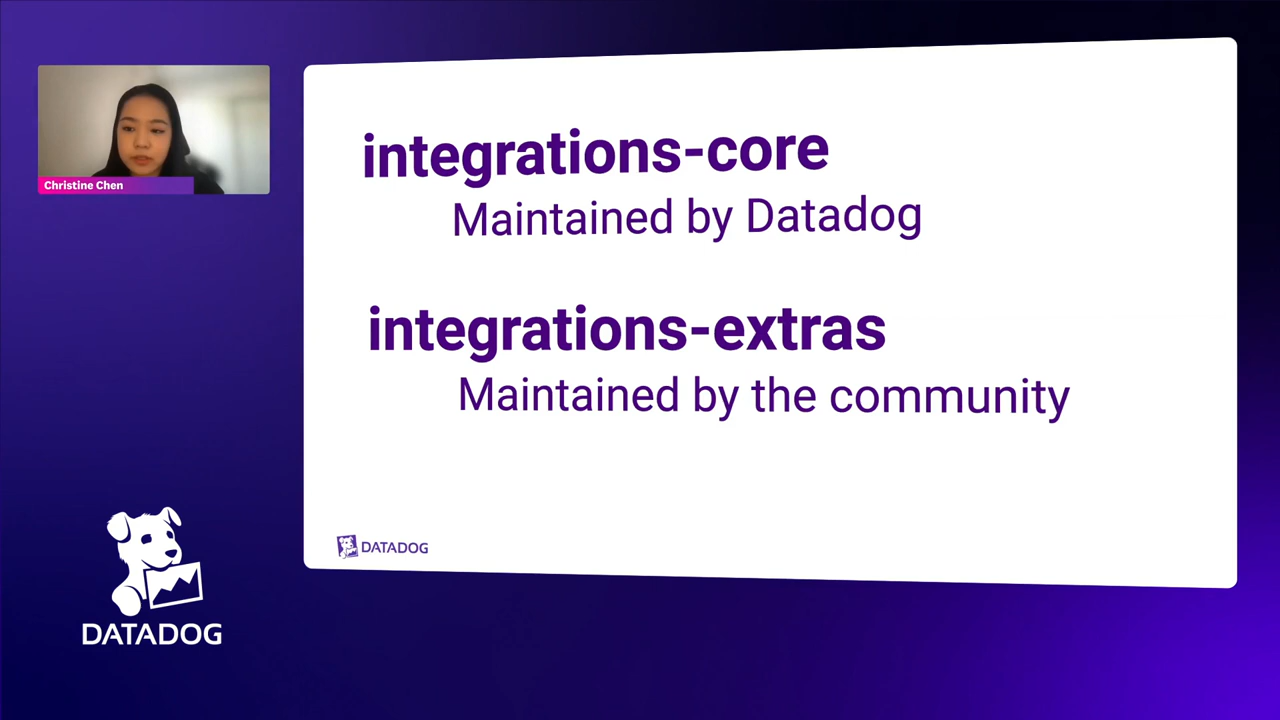 Christine Chen
integrations-core
Maintained by Datadog
integrations-extras
Maintained by the community
DATADOG
DATADOG